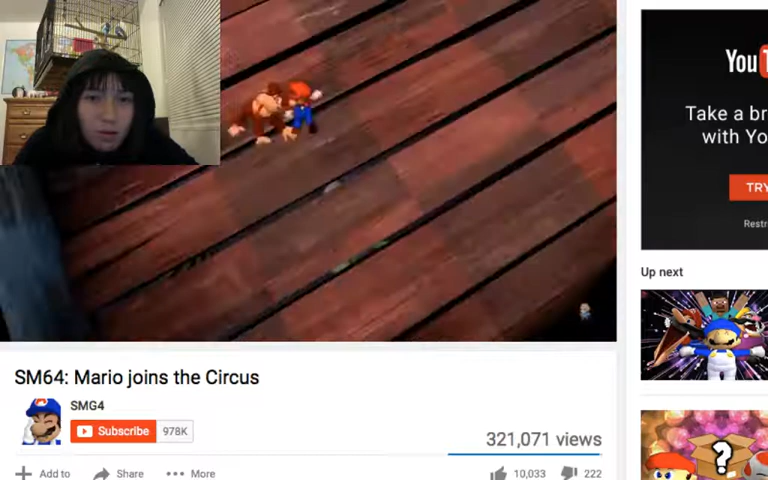 You
Take a br
with Yo
TRY
Restr
Up next
SM64: Mario joins the Circus
SMG4
Subscribe 978K
321,071 views
Add to Share More
10,033 222
?